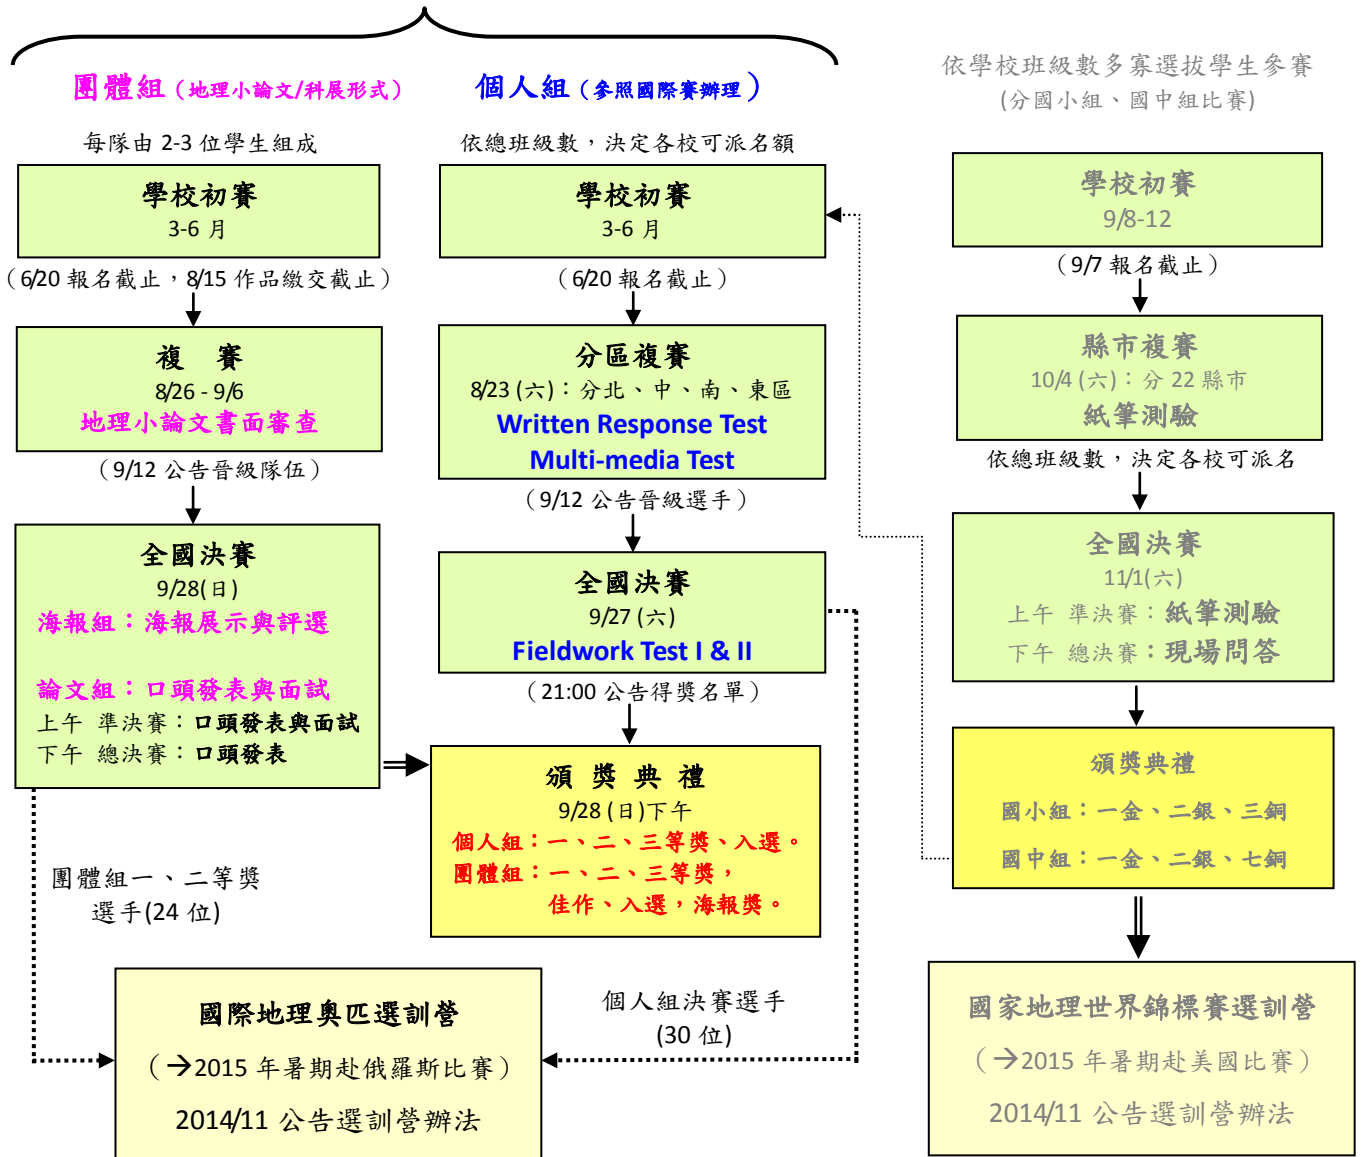 團體組（地理小論文/科展形式）
每隊由 2-3 位學生組成
學校初賽
3-6 月
（6/20 報名截止，8/15 作品繳交截止）
複　賽
8/26 - 9/6
地理小論文書面審查
（9/12 公告晉級隊伍）
全國決賽
9/28(日)
海報組：海報展示與評選
論文組：口頭發表與面試
上午 準決賽：口頭發表與面試
下午 總決賽：口頭發表
團體組一、二等獎
選手(24 位)
個人組（參照國際賽辦理）
依總班級數，決定各校可派名額
學校初賽
3-6 月
（6/20 報名截止）
分區複賽
8/23 (六)：分北、中、南、東區
Written Response Test
Multi-media Test
（9/12 公告晉級選手）
全國決賽
9/27 (六)
Fieldwork Test I & II
（21:00 公告得獎名單）
頒 獎 典 禮
9/28 (日)下午
個人組：一、二、三等獎、入選。
團體組：一、二、三等獎，
佳作、入選，海報獎。
個人組決賽選手
(30 位)
國際地理奧匹選訓營
（→2015 年暑期赴俄羅斯比賽）
2014/11 公告選訓營辦法
依學校班級數多寡選拔學生參賽
(分國小組、國中組比賽)
學校初賽
9/8-12
（9/7 報名截止）
縣市複賽
10/4 (六)：分 22 縣市
紙筆測驗
依總班級數，決定各校可派名
全國決賽
11/1(六)
上午 準決賽：紙筆測驗
下午 總決賽：現場問答
頒獎典禮
國小組：一金、二銀、三銅
國中組：一金、二銀、七銅
國家地理世界錦標賽選訓營
（→2015 年暑期赴美國比賽）
2014/11 公告選訓營辦法